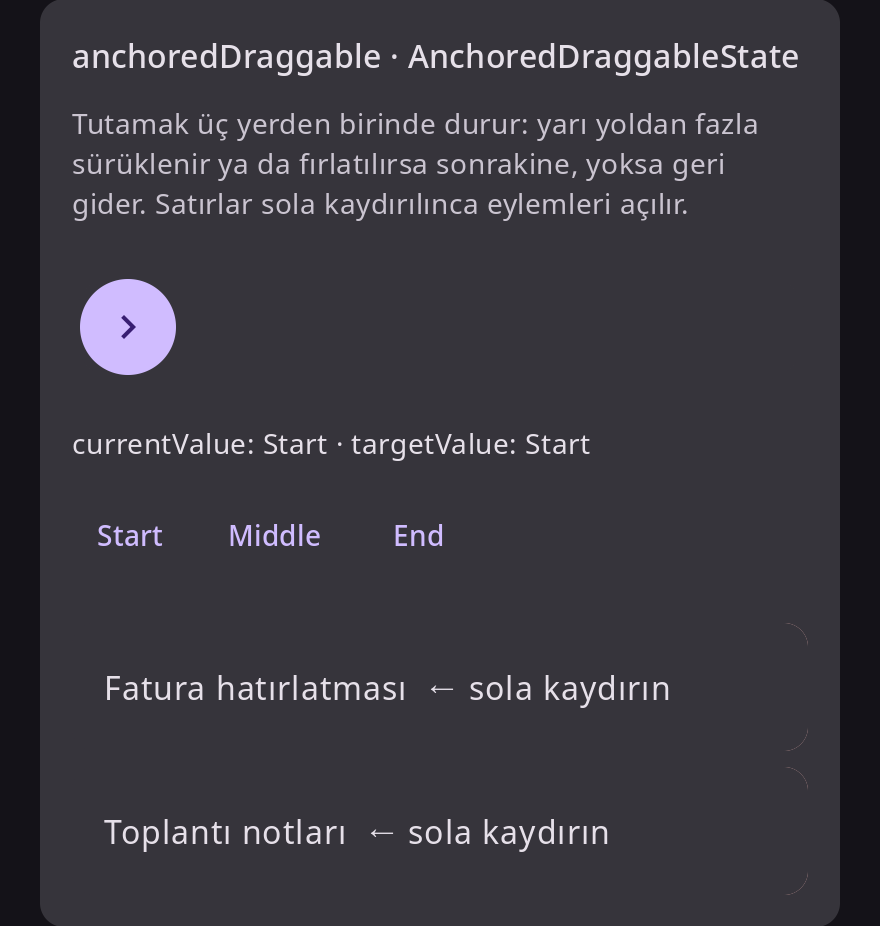 anchoredDraggable · AnchoredDraggableState
Tutamak üç yerden birinde durur: yarı yoldan fazla
sürüklenir ya da fırlatılırsa sonrakine, yoksa geri
gider. Satırlar sola kaydırılınca eylemleri açılır.
currentValue: Start · targetValue: Start
Start Middle End
Fatura hatırlatması ← sola kaydırın
Toplantı notları ← sola kaydırın